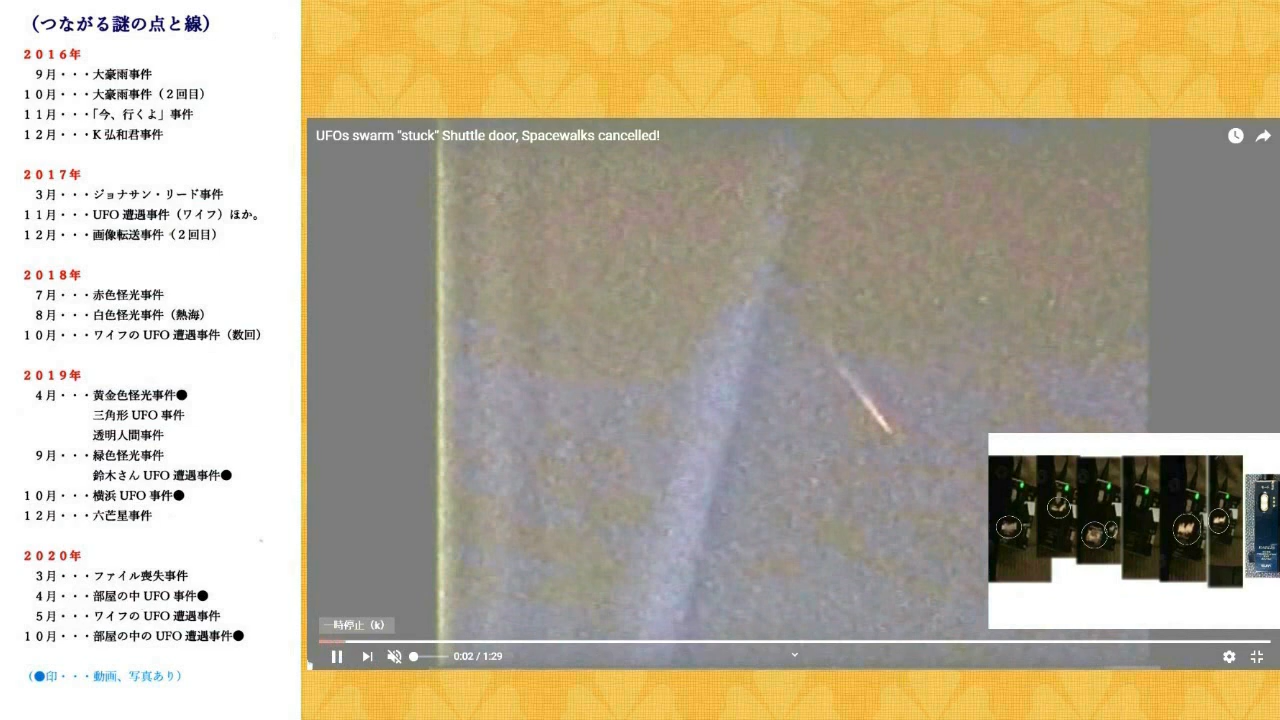 （つながる謎の点と線）
２０１６年
９月・・・大豪雨事件
１０月・・・大豪雨事件（２回目）
１１月・・・「今、行くよ」事件
１２月・・・K 弘和君事件
２０１７年
３月・・・ジョナサン・リード事件
１１月・・・UFO 遭遇事件（ワイフ）ほか。
１２月・・・画像転送事件（２回目）
２０１８年
７月・・・赤色怪光事件
８月・・・白色怪光事件（熱海）
１０月・・・ワイフの UFO 遭遇事件（数回）
２０１９年
４月・・・黄金色怪光事件●
三角形 UFO 事件
透明人間事件
９月・・・緑色怪光事件
鈴木さん UFO 遭遇事件●
１０月・・・横浜 UFO 事件●
１２月・・・六芒星事件
２０２０年
３月・・・ファイル喪失事件
４月・・・部屋の中 UFO 事件●
５月・・・ワイフの UFO 遭遇事件
１０月・・・部屋の中の UFO 遭遇事件●
（●印・・・動画、写真あり）
UFOs swarm "stuck" Shuttle door, Spacewalks cancelled!
一時停止（k）
0:02 / 1:29